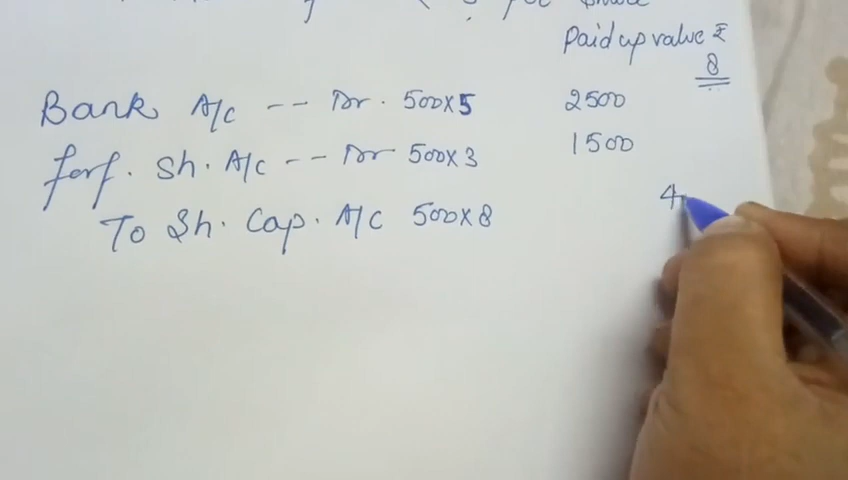 Paid up value ₹
8
Bank A/c -- Dr. 500x5 2500
forf. Sh. A/c -- Dr 500x3 1500
To Sh. Cap. A/c 500x8 4